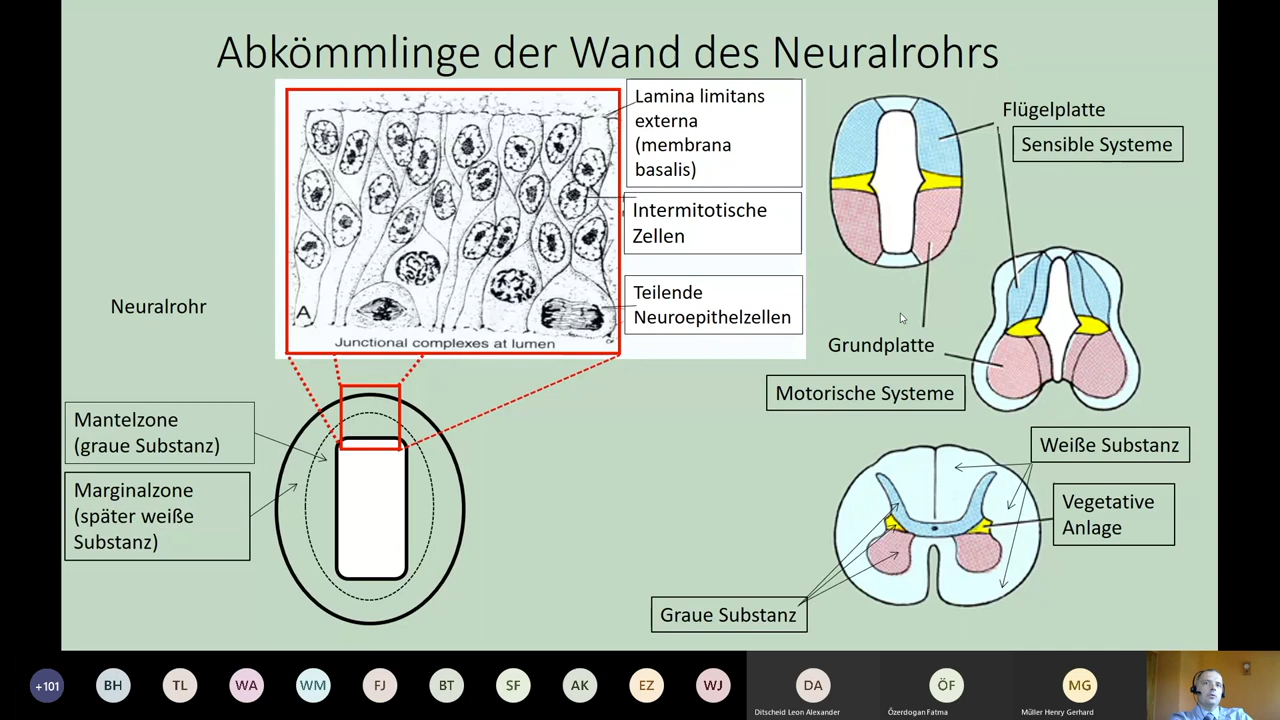 Abkömmlinge der Wand des Neuralrohrs
Lamina limitans
externa
(membrana
basalis)
Intermitotische
Zellen
Teilende
Neuroepithelzellen
A
Junctional complexes at lumen
Neuralrohr
Mantelzone
(graue Substanz)
Marginalzone
(später weiße
Substanz)
Flügelplatte
Sensible Systeme
Grundplatte
Motorische Systeme
Weiße Substanz
Vegetative
Anlage
Graue Substanz
+101
BH
TL
WA
WM
FJ
BT
SF
AK
EZ
WJ
DA
Ditscheid Leon Alexander
ÖF
Özerdogan Fatma
MG
Müller Henry Gerhard